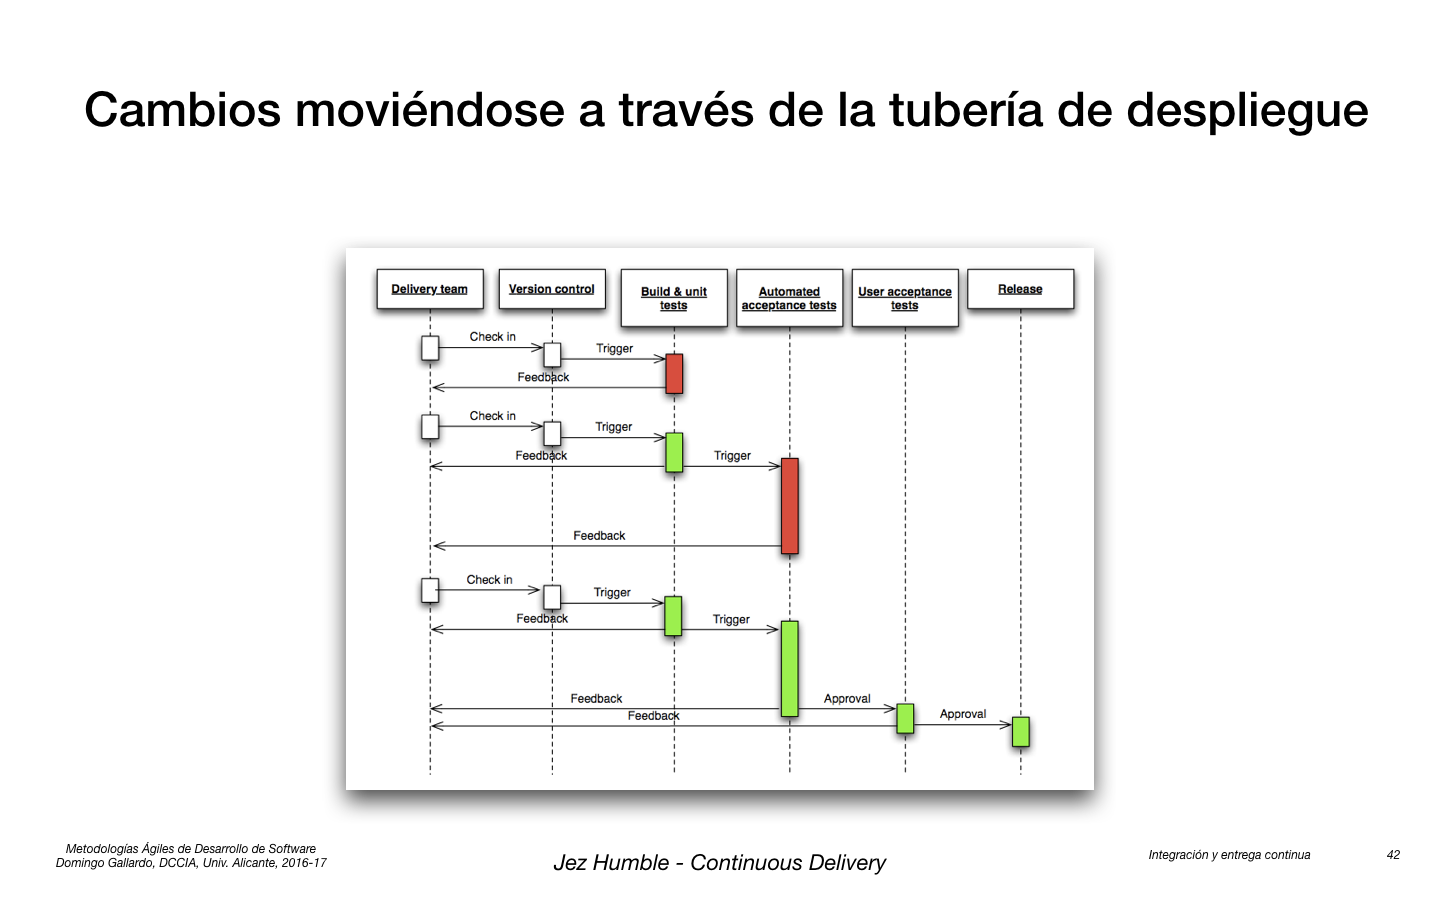 Cambios moviéndose a través de la tubería de despliegue
Delivery team
Version control
Build & unit
tests
Automated
acceptance tests
User acceptance
tests
Release
Check in
Trigger
Feedback
Check in
Trigger
Feedback
Trigger
Feedback
Check in
Trigger
Feedback
Trigger
Feedback
Approval
Feedback
Approval
Metodologías Ágiles de Desarrollo de Software
Domingo Gallardo, DCCIA, Univ. Alicante, 2016-17
Jez Humble - Continuous Delivery
Integración y entrega continua
42